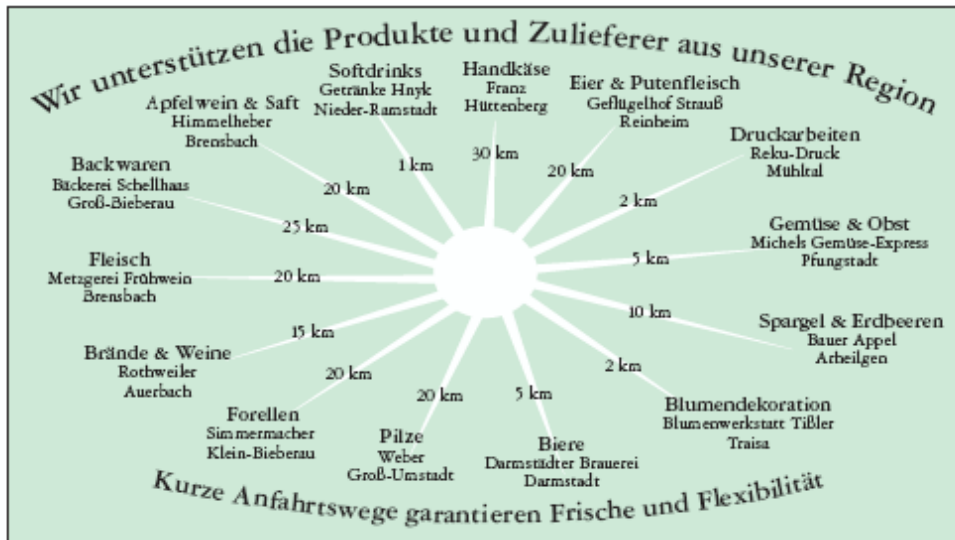 Wir unterstützen die Produkte und Zulieferer aus unserer Region
Softdrinks
Getränke Hnyk
Nieder-Ramstadt
1 km
Handkäse
Franz
Hüttenberg
30 km
Eier & Putenfleisch
Geflügelhof Strauß
Reinheim
20 km
Druckarbeiten
Reku-Druck
Mühltal
2 km
Gemüse & Obst
Michels Gemüse-Express
Pfungstadt
5 km
Spargel & Erdbeeren
Bauer Appel
Arheilgen
10 km
Blumendekoration
Blumenwerkstatt Tißler
Traisa
2 km
Biere
Darmstädter Brauerei
Darmstadt
5 km
Pilze
Weber
Groß-Umstadt
20 km
Forellen
Simmermacher
Klein-Bieberau
20 km
Brände & Weine
Rothweiler
Auerbach
15 km
Fleisch
Metzgerei Frühwein
Brensbach
20 km
Backwaren
Bäckerei Schellhaas
Groß-Bieberau
25 km
Apfelwein & Saft
Himmelheber
Brensbach
20 km
Kurze Anfahrtswege garantieren Frische und Flexibilität